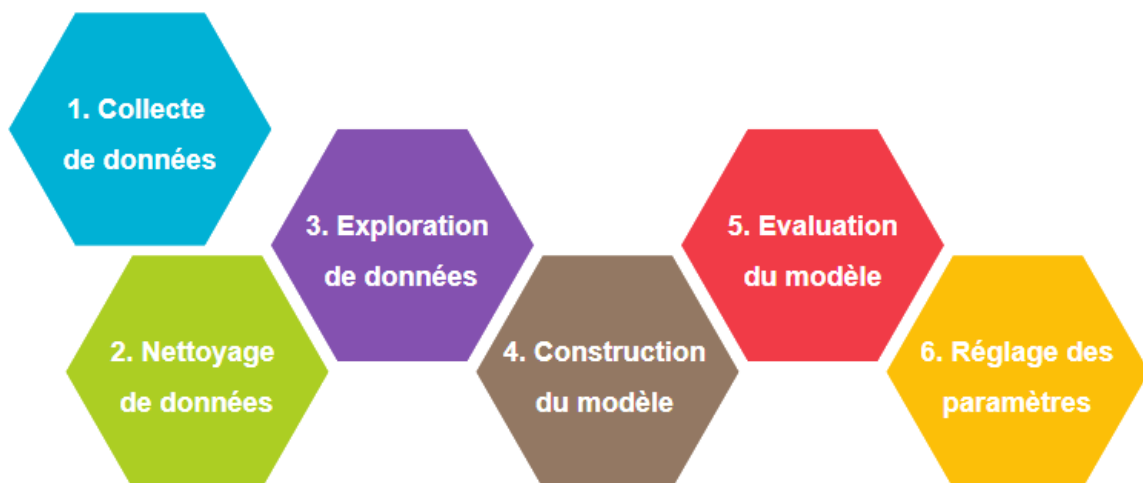 1. Collecte
de données
2. Nettoyage
de données
3. Exploration
de données
4. Construction
du modèle
5. Evaluation
du modèle
6. Réglage des
paramètres